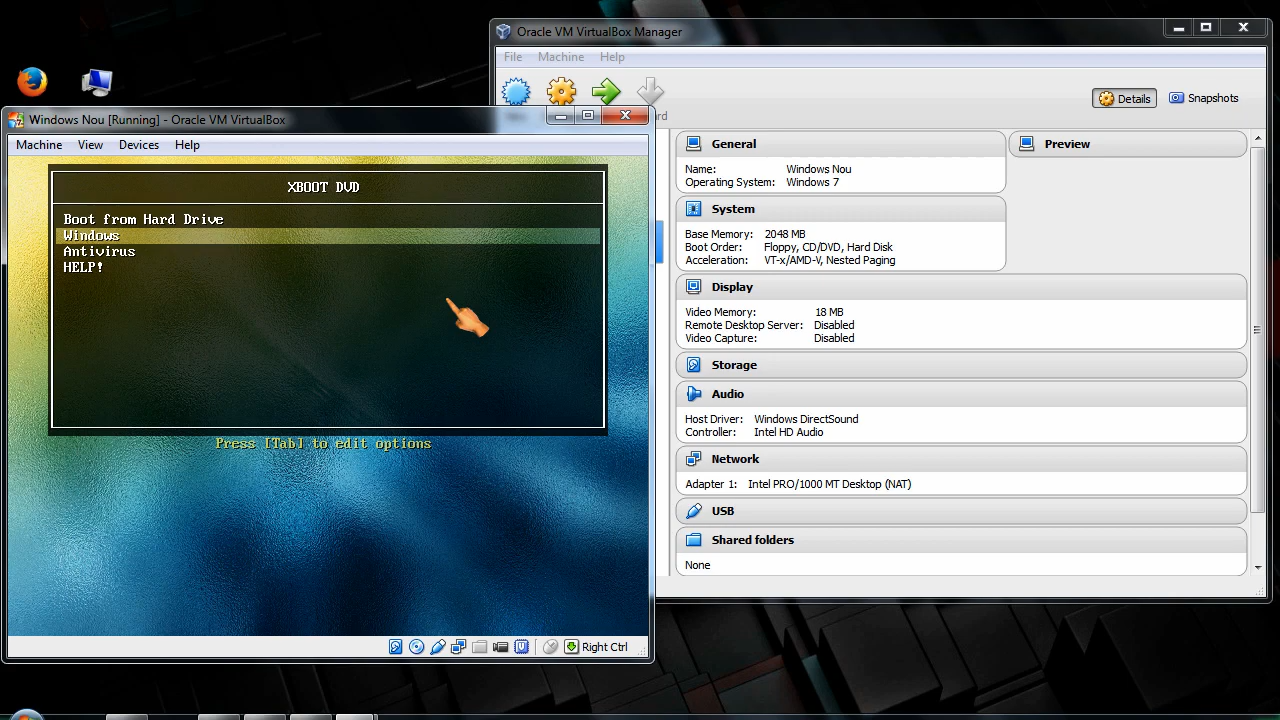 Oracle VM VirtualBox Manager
File Machine Help
Details Snapshots
Windows Nou [Running] - Oracle VM VirtualBox
Machine View Devices Help
XBOOT DVD
Boot from Hard Drive
Windows
Antivirus
HELP!
Press [Tab] to edit options
Right Ctrl
General
Name: Windows Nou
Operating System: Windows 7
Preview
System
Base Memory: 2048 MB
Boot Order: Floppy, CD/DVD, Hard Disk
Acceleration: VT-x/AMD-V, Nested Paging
Display
Video Memory: 18 MB
Remote Desktop Server: Disabled
Video Capture: Disabled
Storage
Audio
Host Driver: Windows DirectSound
Controller: Intel HD Audio
Network
Adapter 1: Intel PRO/1000 MT Desktop (NAT)
USB
Shared folders
None